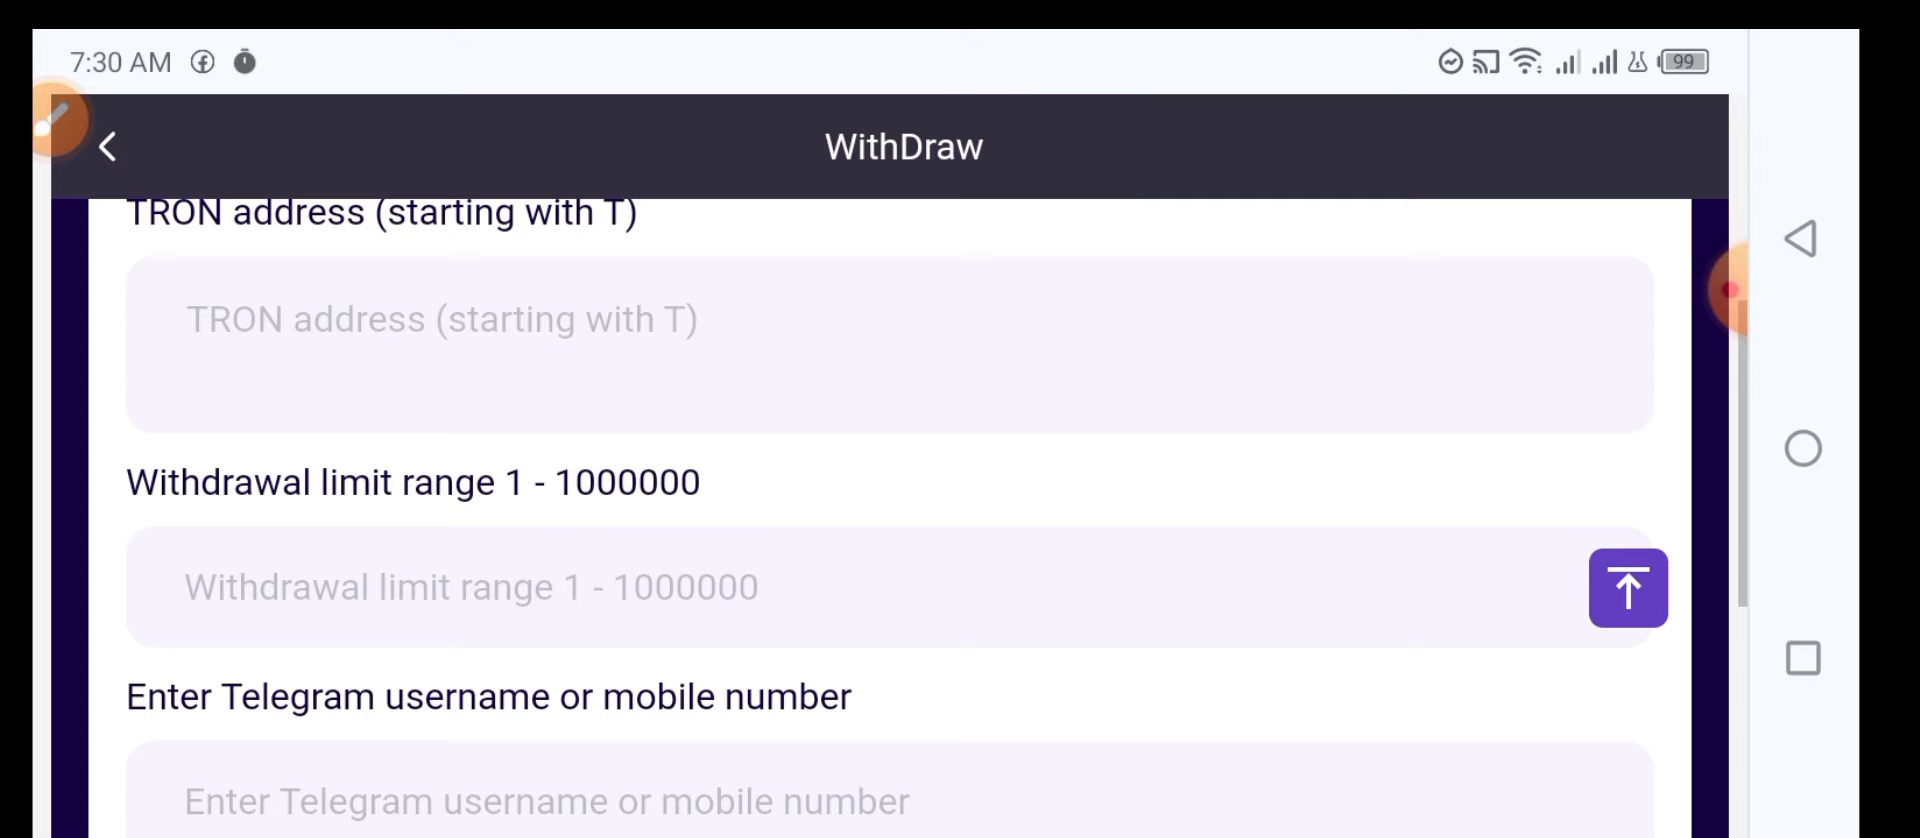 7:30 AM
99
WithDraw
TRON address (starting with T)
TRON address (starting with T)
Withdrawal limit range 1 - 1000000
Withdrawal limit range 1 - 1000000
Enter Telegram username or mobile number
Enter Telegram username or mobile number